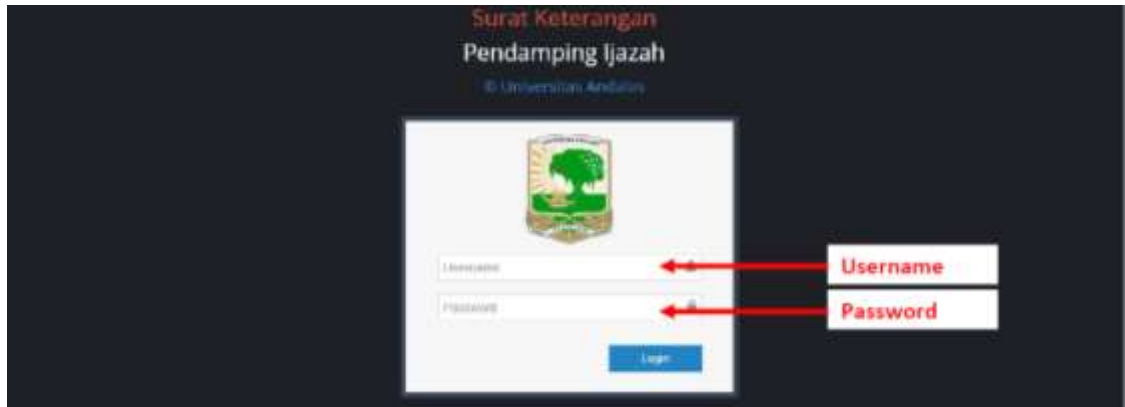 Surat Keterangan
Pendamping Ijazah
© Universitas Andalas
Username
Username
Password
Password
Login